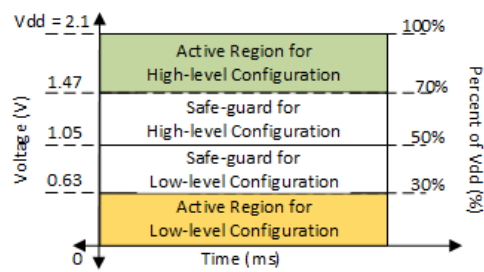 Vdd = 2.1
100%
Active Region for
High-level Configuration
1.47
70%
Safe-guard for
High-level Configuration
1.05
50%
Safe-guard for
Low-level Configuration
0.63
30%
Active Region for
Low-level Configuration
0
Time (ms)
Voltage (V)
Percent of Vdd (%)